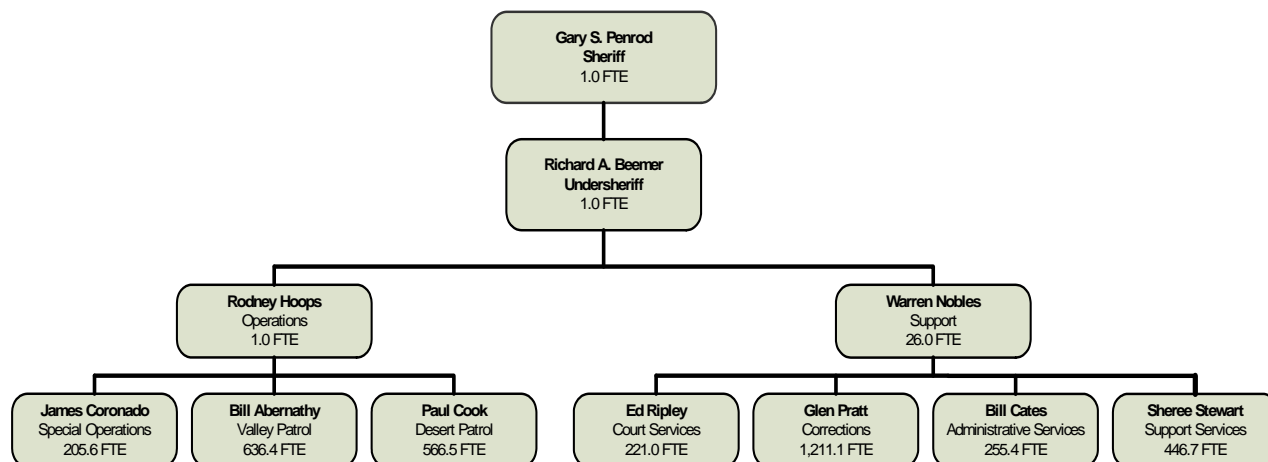 Gary S. Penrod
Sheriff
1.0 FTE
Richard A. Beemer
Undersheriff
1.0 FTE
Rodney Hoops
Operations
1.0 FTE
Warren Nobles
Support
26.0 FTE
James Coronado
Special Operations
205.6 FTE
Bill Abernathy
Valley Patrol
636.4 FTE
Paul Cook
Desert Patrol
566.5 FTE
Ed Ripley
Court Services
221.0 FTE
Glen Pratt
Corrections
1,211.1 FTE
Bill Cates
Administrative Services
255.4 FTE
Sheree Stewart
Support Services
446.7 FTE